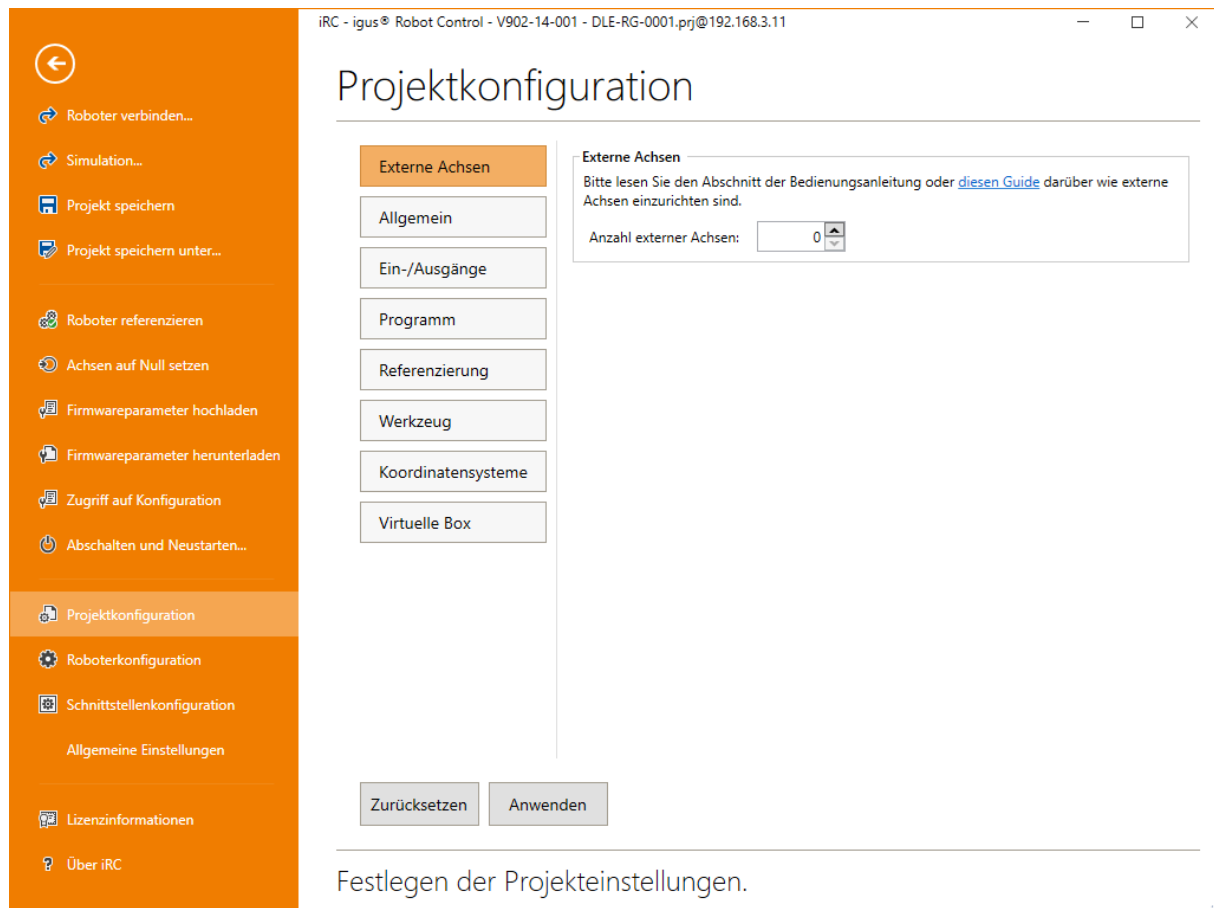 iRC - igus® Robot Control - V902-14-001 - DLE-RG-0001.prj@192.168.3.11
Roboter verbinden...
Simulation...
Projekt speichern
Projekt speichern unter...
Roboter referenzieren
Achsen auf Null setzen
Firmwareparameter hochladen
Firmwareparameter herunterladen
Zugriff auf Konfiguration
Abschalten und Neustarten...
Projektkonfiguration
Roboterkonfiguration
Schnittstellenkonfiguration
Allgemeine Einstellungen
Lizenzinformationen
Über iRC
Projektkonfiguration
Externe Achsen
Allgemein
Ein-/Ausgänge
Programm
Referenzierung
Werkzeug
Koordinatensysteme
Virtuelle Box
Externe Achsen
Bitte lesen Sie den Abschnitt der Bedienungsanleitung oder diesen Guide darüber wie externe
Achsen einzurichten sind.
Anzahl externer Achsen: 0
Zurücksetzen Anwenden
Festlegen der Projekteinstellungen.